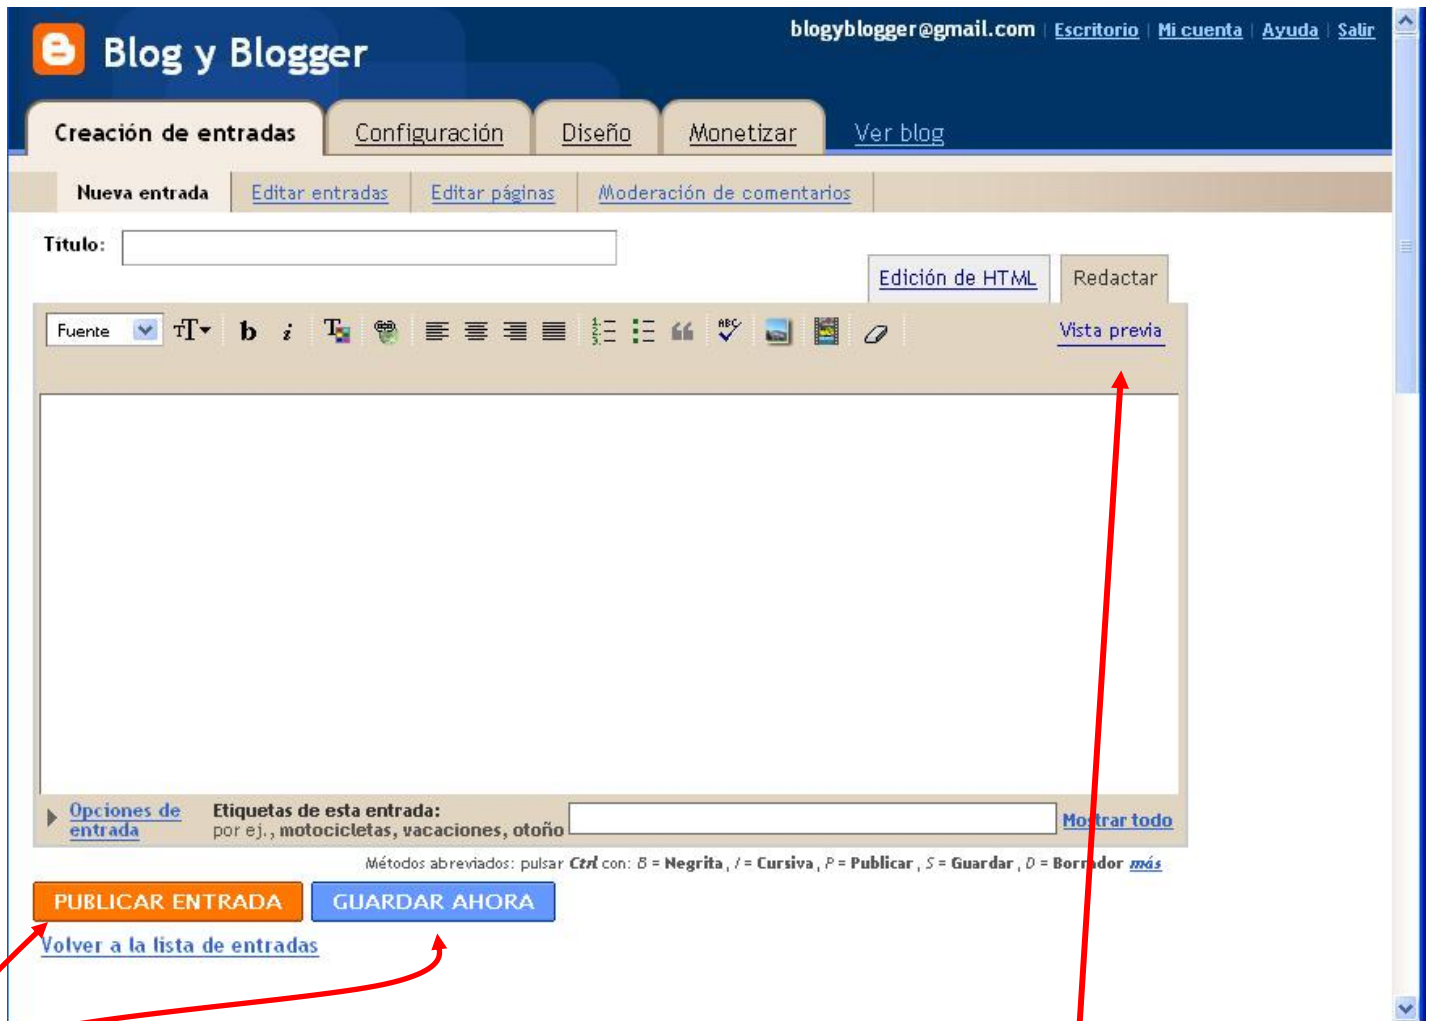 blogyblogger@gmail.com | Escritorio | Mi cuenta | Ayuda | Salir
Blog y Blogger
Creación de entradas Configuración Diseño Monetizar Ver blog
Nueva entrada Editar entradas Editar páginas Moderación de comentarios
Título:
Edición de HTML Redactar
Fuente Vista previa
Opciones de entrada
Etiquetas de esta entrada:
por ej., motocicletas, vacaciones, otoño
Mostrar todo
Métodos abreviados: pulsar Ctrl con: B = Negrita, I = Cursiva, P = Publicar, S = Guardar, D = Borrador más
PUBLICAR ENTRADA GUARDAR AHORA
Volver a la lista de entradas